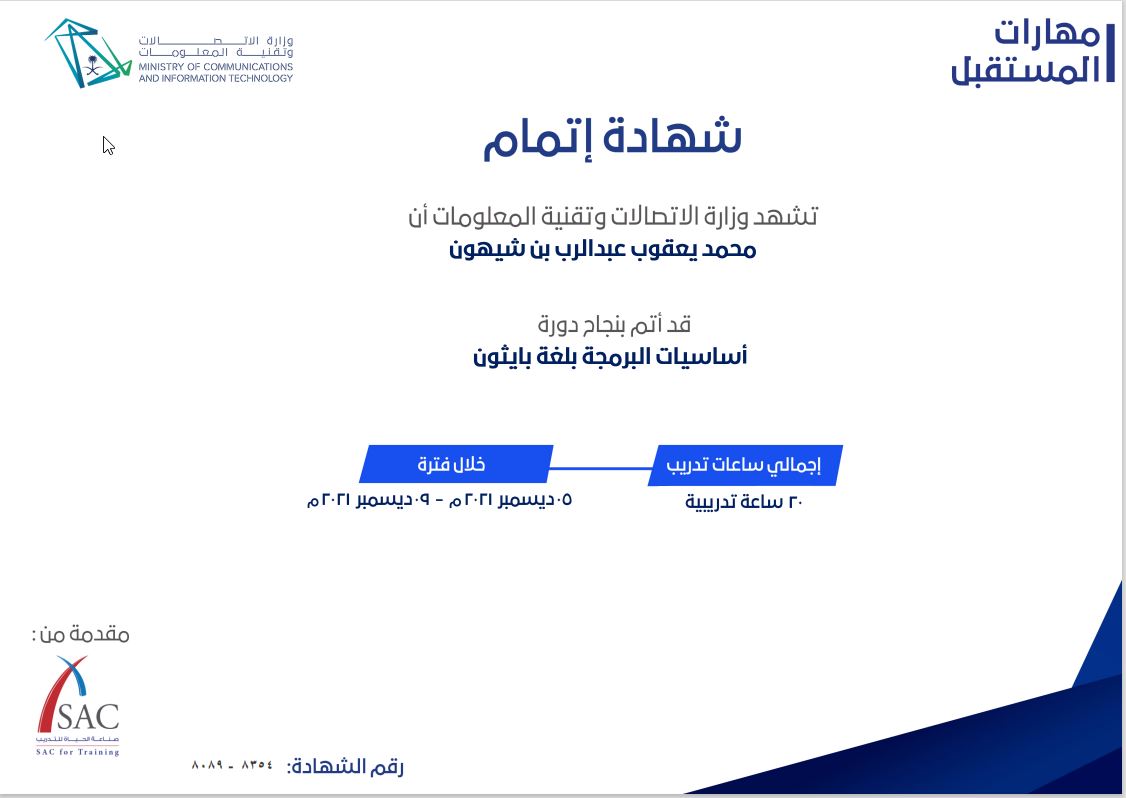 مهارات
المستقبل
وزارة الاتصالات
وتقنية المعلومات
MINISTRY OF COMMUNICATIONS
AND INFORMATION TECHNOLOGY
شهادة إتمام
تشهد وزارة الاتصالات وتقنية المعلومات أن
محمد يعقوب عبدالرب بن شيهون
قد أتم بنجاح دورة
أساسيات البرمجة بلغة بايثون
إجمالي ساعات تدريب
٢٠ ساعة تدريبية
خلال فترة
٠٥ديسمبر ٢٠٢١م - ٠٩ديسمبر ٢٠٢١م
مقدمة من :
SAC
صناعة الحياة للتدريب
SAC for Training
رقم الشهادة: ٨٣٥٤ - ٨٠٨٩